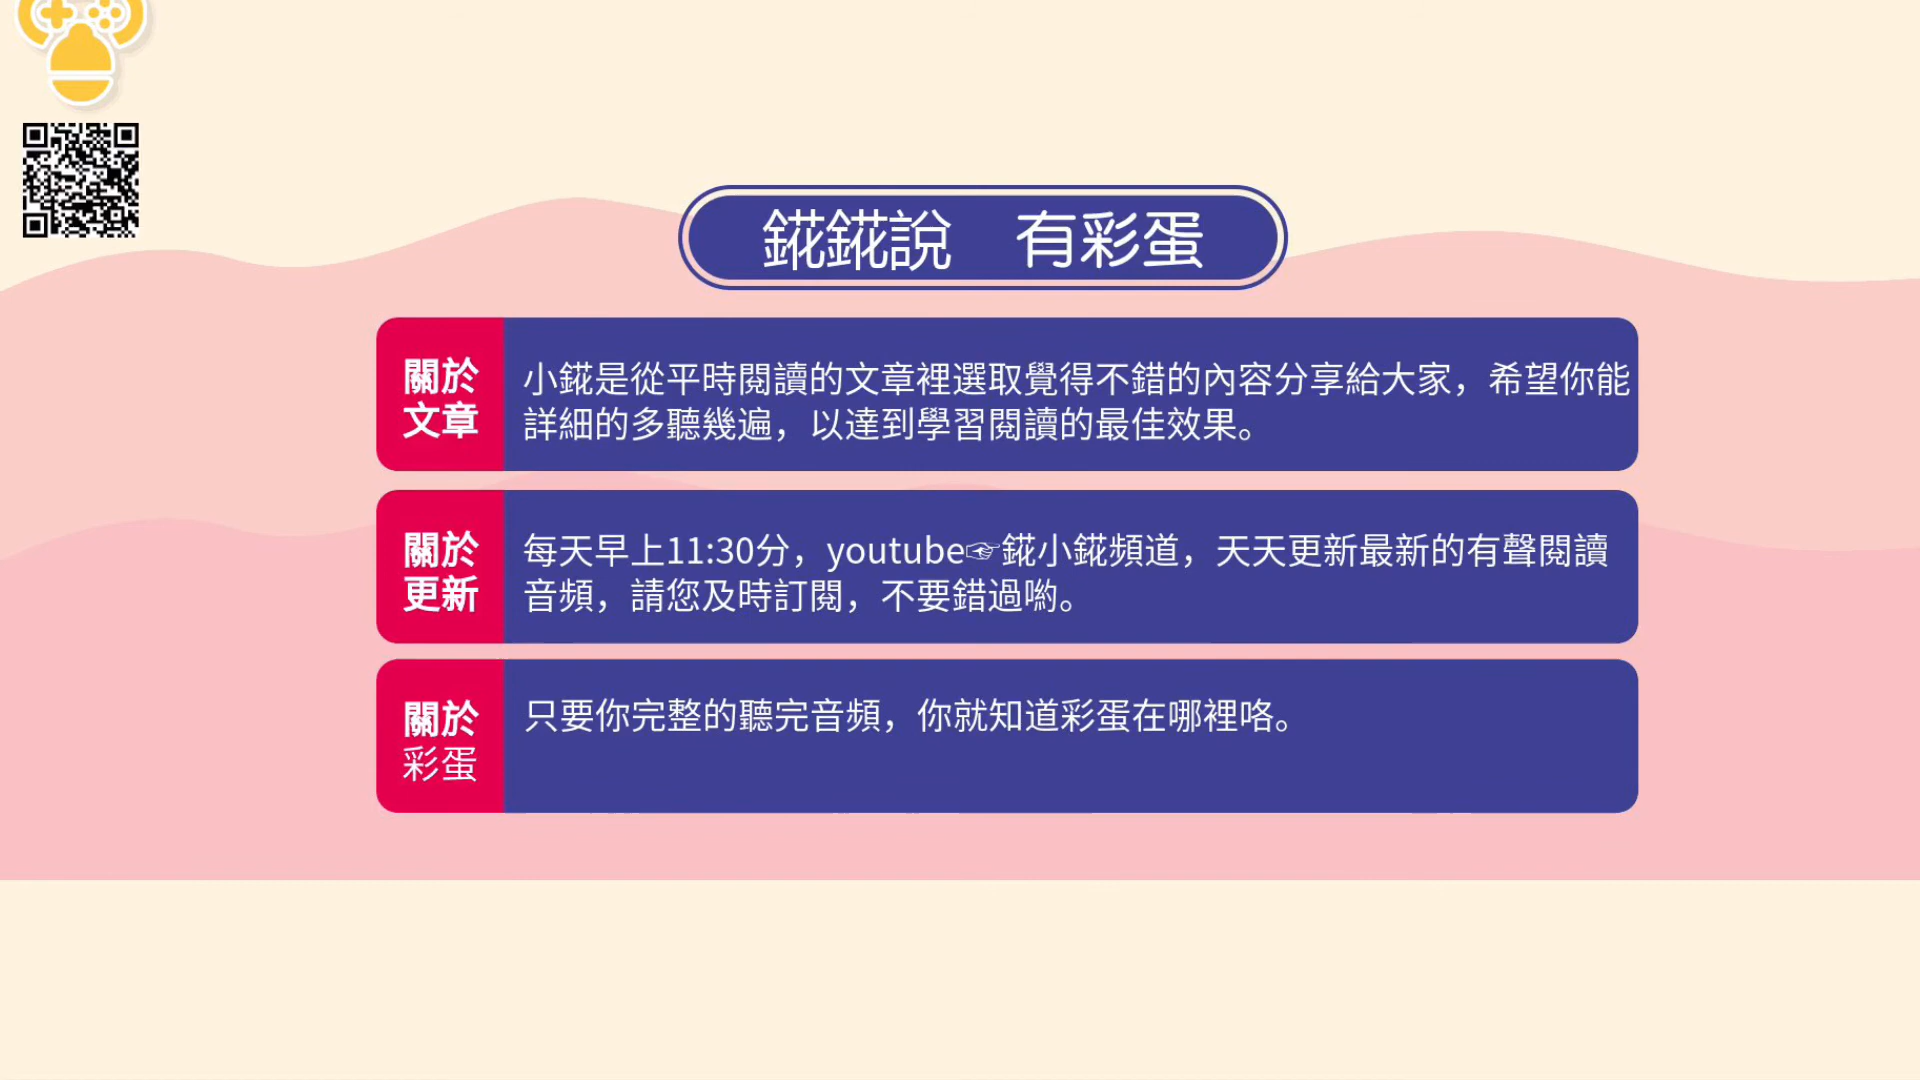 錵錵說　有彩蛋
關於
文章
小錵是從平時閱讀的文章裡選取覺得不錯的內容分享給大家，希望你能
詳細的多聽幾遍，以達到學習閱讀的最佳效果。
關於
更新
每天早上11:30分，youtube☞錵小錵頻道，天天更新最新的有聲閱讀
音頻，請您及時訂閱，不要錯過喲。
關於
彩蛋
只要你完整的聽完音頻，你就知道彩蛋在哪裡咯。